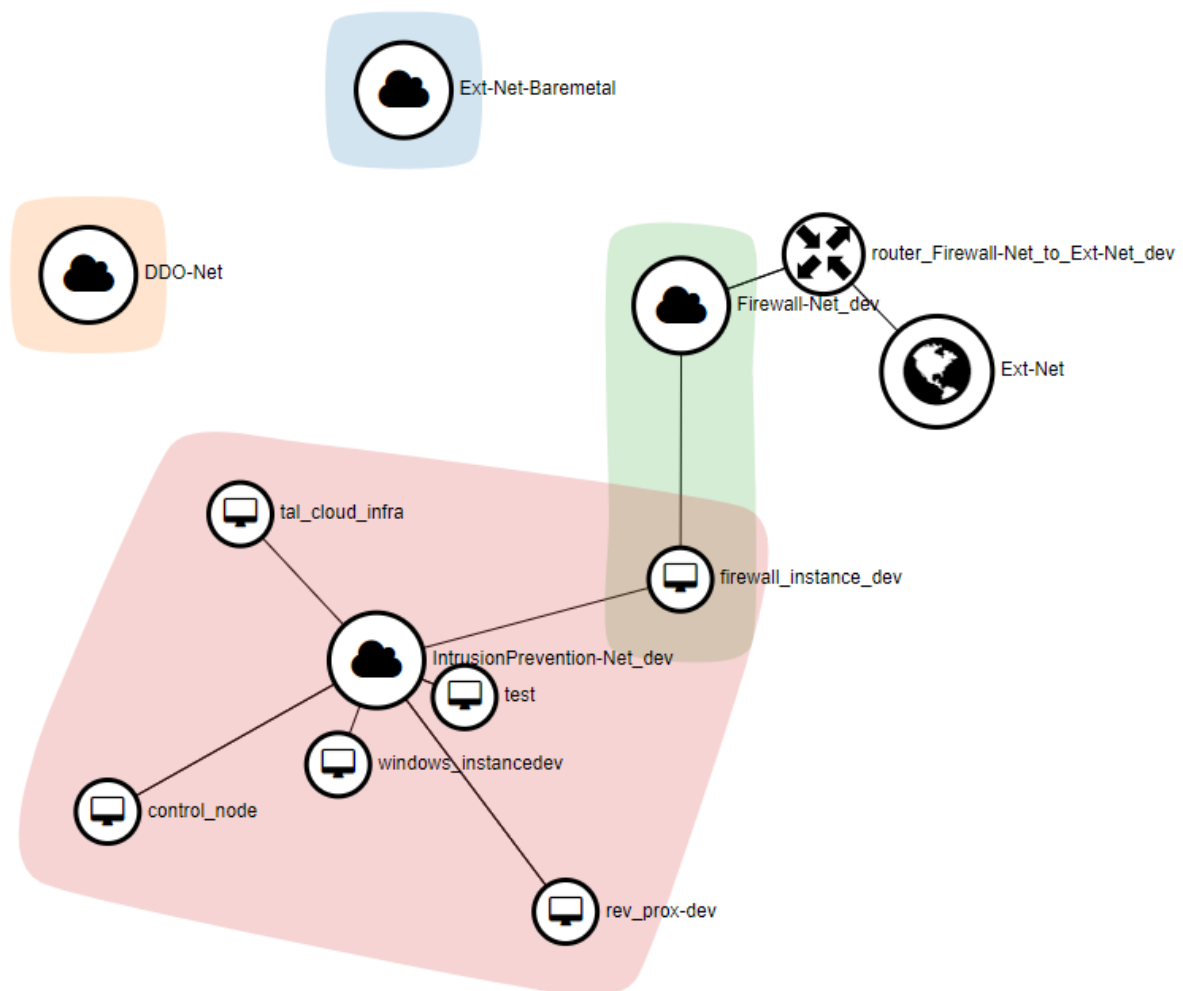 Ext-Net-Baremetal
DDO-Net
router_Firewall-Net_to_Ext-Net_dev
Firewall-Net_dev
Ext-Net
tal_cloud_infra
firewall_instance_dev
IntrusionPrevention-Net_dev
test
windows_instancedev
control_node
rev_prox-dev